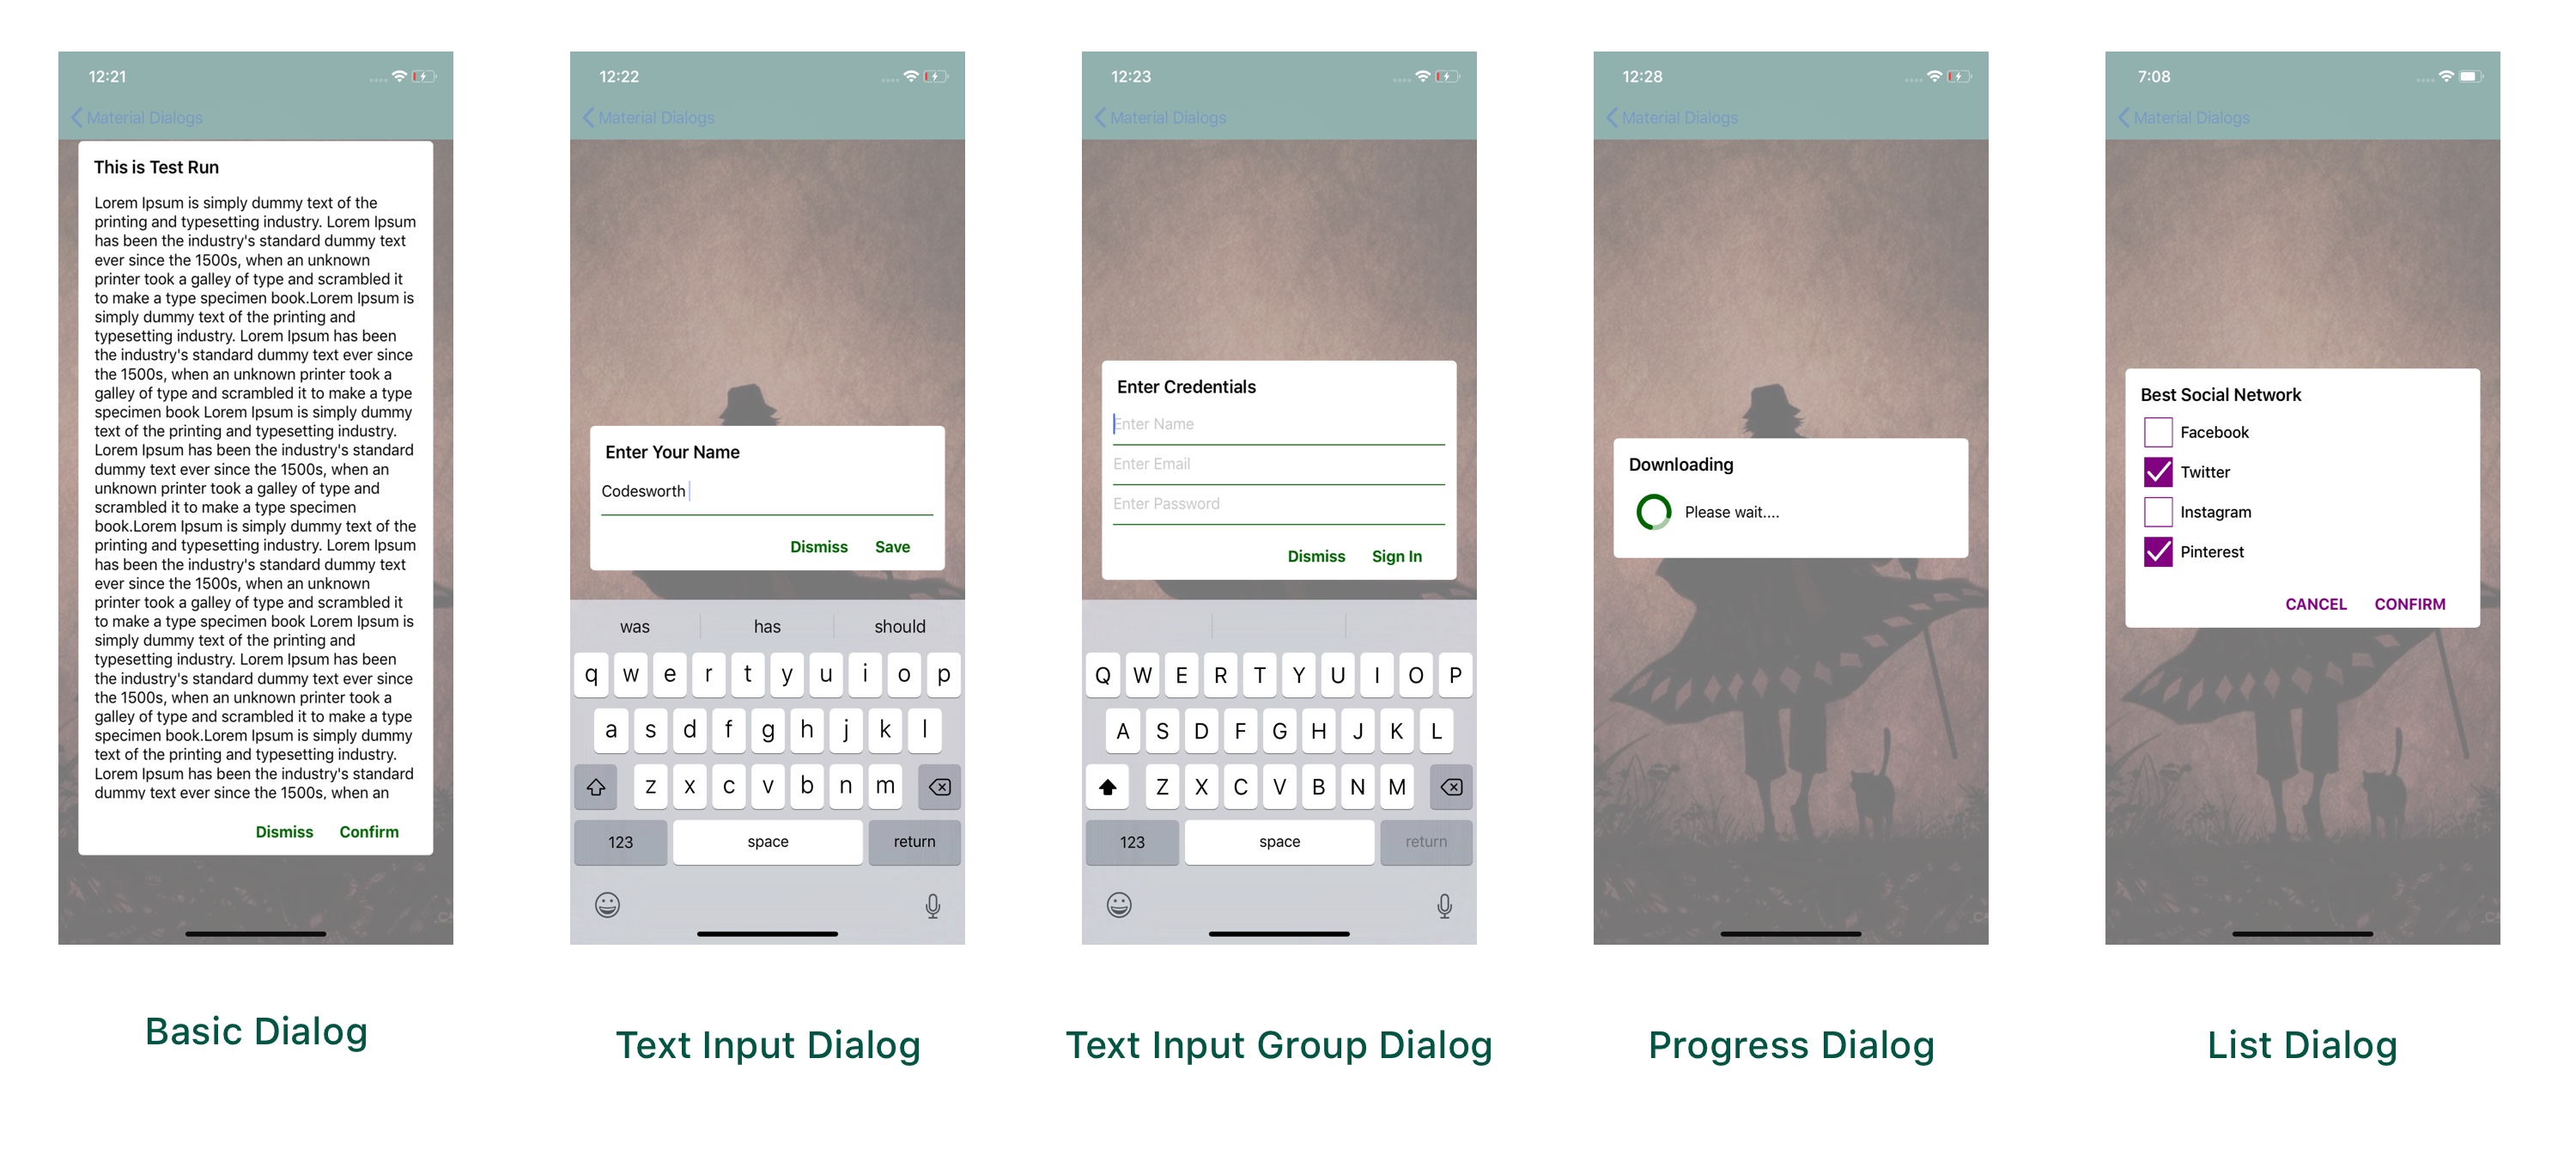 12:21
Material Dialogs
This is Test Run
Lorem Ipsum is simply dummy text of the
printing and typesetting industry. Lorem Ipsum
has been the industry's standard dummy text
ever since the 1500s, when an unknown
printer took a galley of type and scrambled it
to make a type specimen book.Lorem Ipsum is
simply dummy text of the printing and
typesetting industry. Lorem Ipsum has been
the industry's standard dummy text ever since
the 1500s, when an unknown printer took a
galley of type and scrambled it to make a type
specimen book Lorem Ipsum is simply dummy
text of the printing and typesetting industry.
Lorem Ipsum has been the industry's standard
dummy text ever since the 1500s, when an
unknown printer took a galley of type and
scrambled it to make a type specimen
book.Lorem Ipsum is simply dummy text of the
printing and typesetting industry. Lorem Ipsum
has been the industry's standard dummy text
ever since the 1500s, when an unknown
printer took a galley of type and scrambled it
to make a type specimen book Lorem Ipsum is
simply dummy text of the printing and
typesetting industry. Lorem Ipsum has been
the industry's standard dummy text ever since
the 1500s, when an unknown printer took a
galley of type and scrambled it to make a type
specimen book.Lorem Ipsum is simply dummy
text of the printing and typesetting industry.
Lorem Ipsum has been the industry's standard
dummy text ever since the 1500s, when an
Dismiss Confirm
Basic Dialog
12:22
Material Dialogs
Enter Your Name
Codesworth
Dismiss Save
was has should
q w e r t y u i o p
a s d f g h j k l
z x c v b n m
123 space return
Text Input Dialog
12:23
Material Dialogs
Enter Credentials
Enter Name
Enter Email
Enter Password
Dismiss Sign In
Q W E R T Y U I O P
A S D F G H J K L
Z X C V B N M
123 space return
Text Input Group Dialog
12:28
Material Dialogs
Downloading
Please wait....
Progress Dialog
7:08
Material Dialogs
Best Social Network
Facebook
Twitter
Instagram
Pinterest
CANCEL CONFIRM
List Dialog